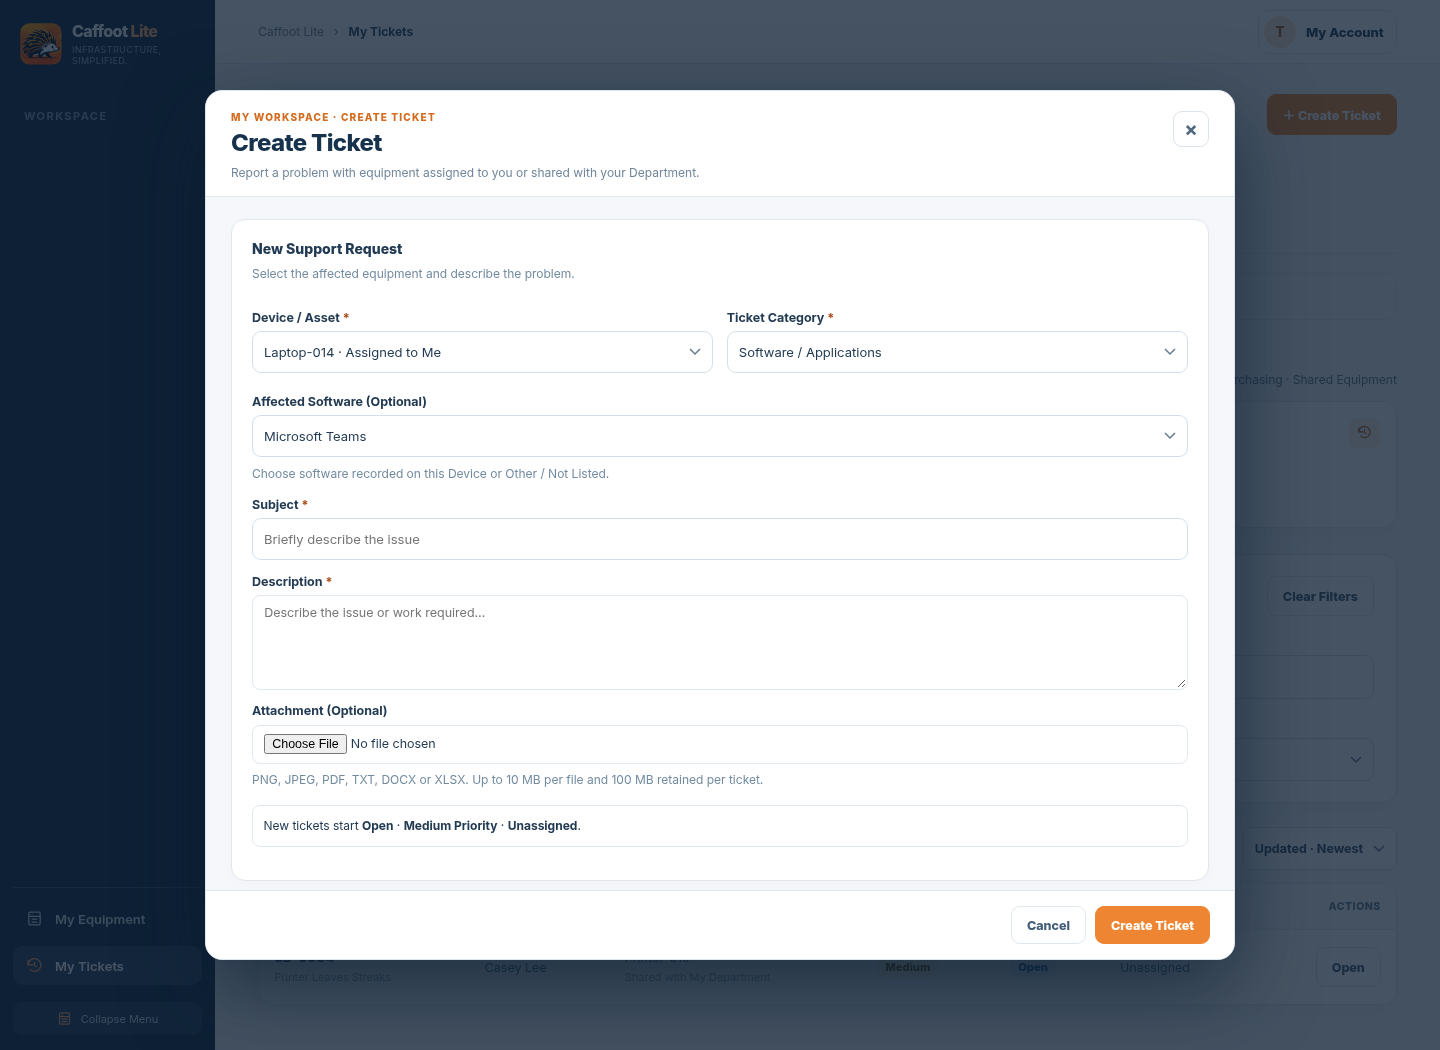 Caffoot Lite
INFRASTRUCTURE,
SIMPLIFIED.
Caffoot Lite › My Tickets
T My Account
WORKSPACE
+ Create Ticket
MY WORKSPACE · CREATE TICKET
Create Ticket
×
Report a problem with equipment assigned to you or shared with your Department.
New Support Request
Select the affected equipment and describe the problem.
Device / Asset *
Ticket Category *
Laptop-014 · Assigned to Me
Software / Applications
Shared Equipment
Affected Software (Optional)
Microsoft Teams
Choose software recorded on this Device or Other / Not Listed.
Subject *
Briefly describe the issue
Description *
Describe the issue or work required...
Clear Filters
Attachment (Optional)
Choose File No file chosen
PNG, JPEG, PDF, TXT, DOCX or XLSX. Up to 10 MB per file and 100 MB retained per ticket.
New tickets start Open · Medium Priority · Unassigned.
Updated · Newest
ACTIONS
Cancel
Create Ticket
My Equipment
My Tickets
Collapse Menu
Printer Leaves Streaks
Casey Lee
Shared with My Department
Medium
Open
Unassigned
Open